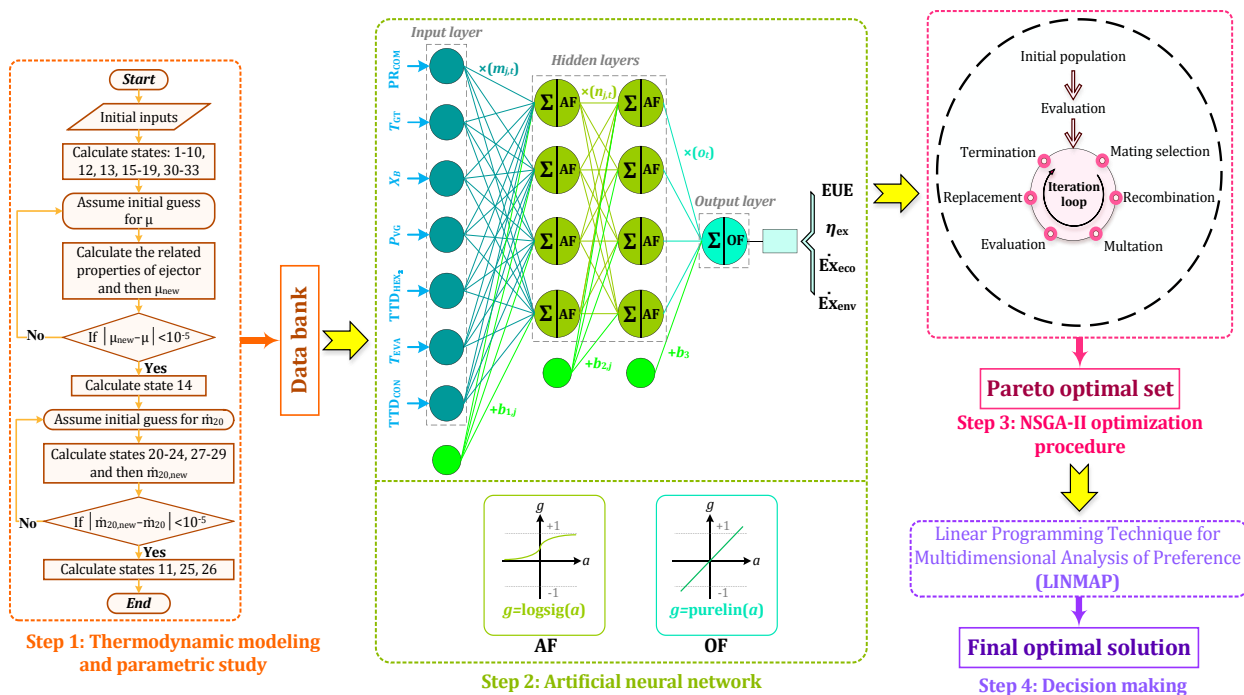 Start
Initial inputs
Calculate states: 1-10,
12, 13, 15-19, 30-33
Assume initial guess
for μ
Calculate the related
properties of ejector
and then μnew
If |μnew-μ| <10-5
No
Yes
Calculate state 14
Assume initial guess for ṁ20
Calculate states 20-24, 27-29
and then ṁ20,new
If |ṁ20,new-ṁ20| <10-5
No
Yes
Calculate states 11, 25, 26
End
Step 1: Thermodynamic modeling
and parametric study
Data bank
Input layer
PRCOM
TGT
XB
PVG
TTDHEX2
TEVA
TTDCON
×(mj,t)
+b1,j
Hidden layers
Σ AF
Σ AF
Σ AF
Σ AF
×(nj,t)
+b2,j
Σ AF
Σ AF
Σ AF
Σ AF
×(ot)
+b3
Output layer
Σ OF
EUE
ηex
Ėxeco
Ėxenv
g
+1
a
-1
g=logsig(a)
AF
g
+1
a
-1
g=purelin(a)
OF
Step 2: Artificial neural network
Initial population
Evaluation
Termination
Mating selection
Replacement
Iteration
loop
Recombination
Evaluation
Multation
Pareto optimal set
Step 3: NSGA-II optimization
procedure
Linear Programming Technique for
Multidimensional Analysis of Preference
(LINMAP)
Final optimal solution
Step 4: Decision making